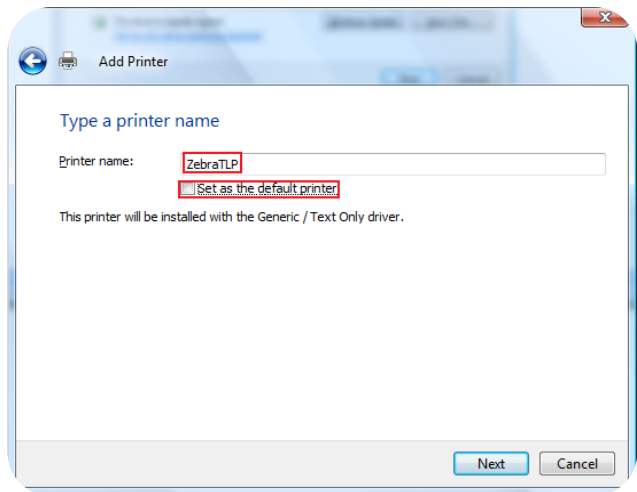 Add Printer
Type a printer name
Printer name: ZebraTLP
Set as the default printer
This printer will be installed with the Generic / Text Only driver.
Next Cancel